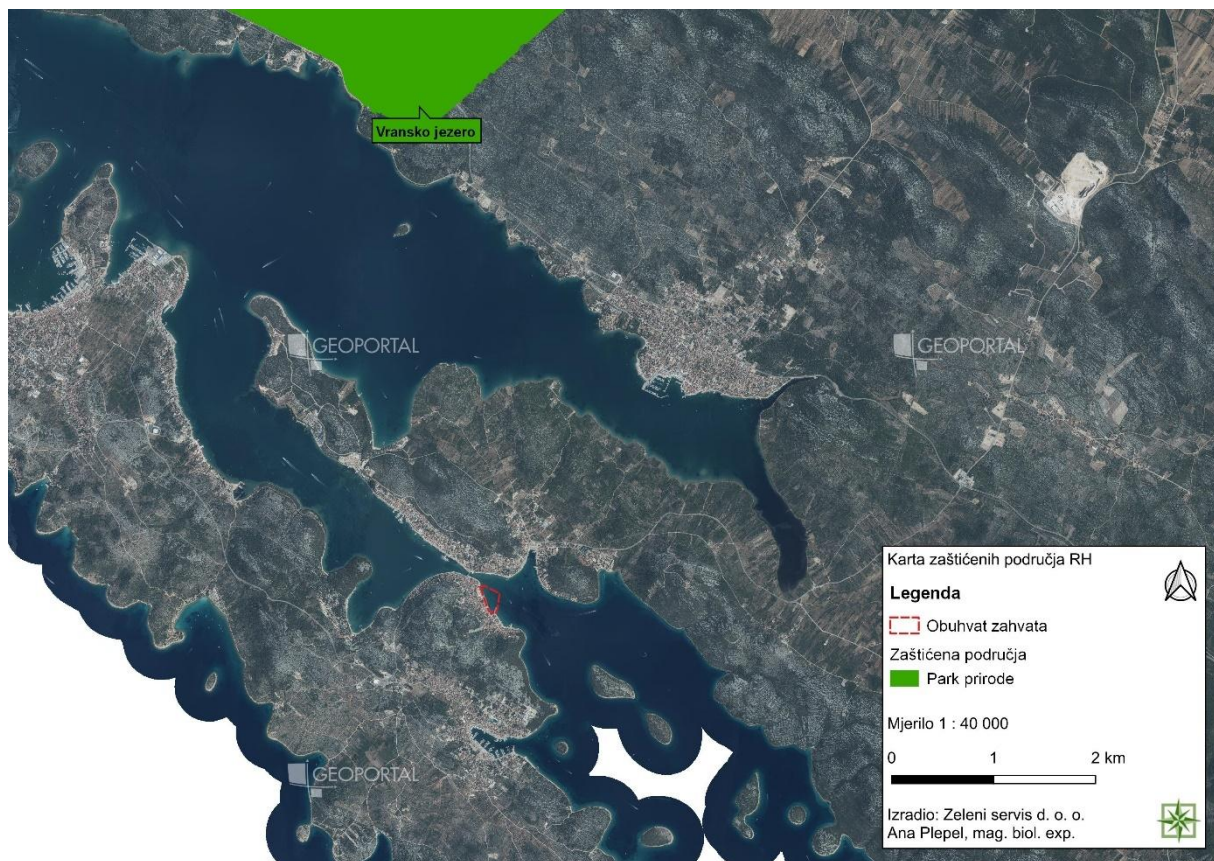 Vransko jezero
GEOPORTAL
GEOPORTAL
GEOPORTAL
Karta zaštićenih područja RH
Legenda
Obuhvat zahvata
Zaštićena područja
Park prirode
Mjerilo 1 : 40 000
0 1 2 km
Izradio: Zeleni servis d. o. o.
Ana Plepel, mag. biol. exp.